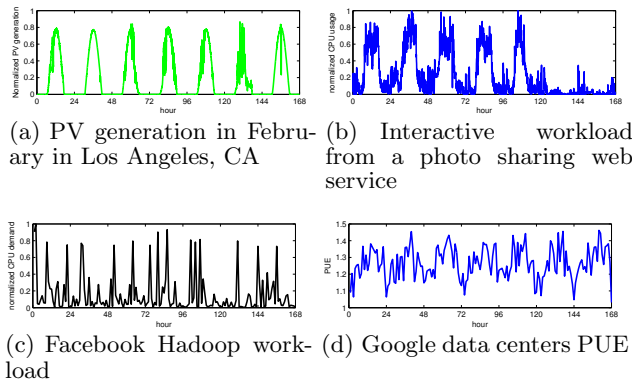 Normalized PV generation
1
0.8
0.6
0.4
0.2
0
0 24 48 72 96 120 144 168
hour
(a) PV generation in Febru-
ary in Los Angeles, CA
normalized CPU usage
1
0.8
0.6
0.4
0.2
0
0 24 48 72 96 120 144 168
hour
(b) Interactive workload
from a photo sharing web
service
normalized CPU demand
1
0.8
0.6
0.4
0.2
0
0 24 48 72 96 120 144 168
hour
(c) Facebook Hadoop work-
load
PUE
1.5
1.4
1.3
1.2
1.1
1
0 24 48 72 96 120 144 168
hour
(d) Google data centers PUE